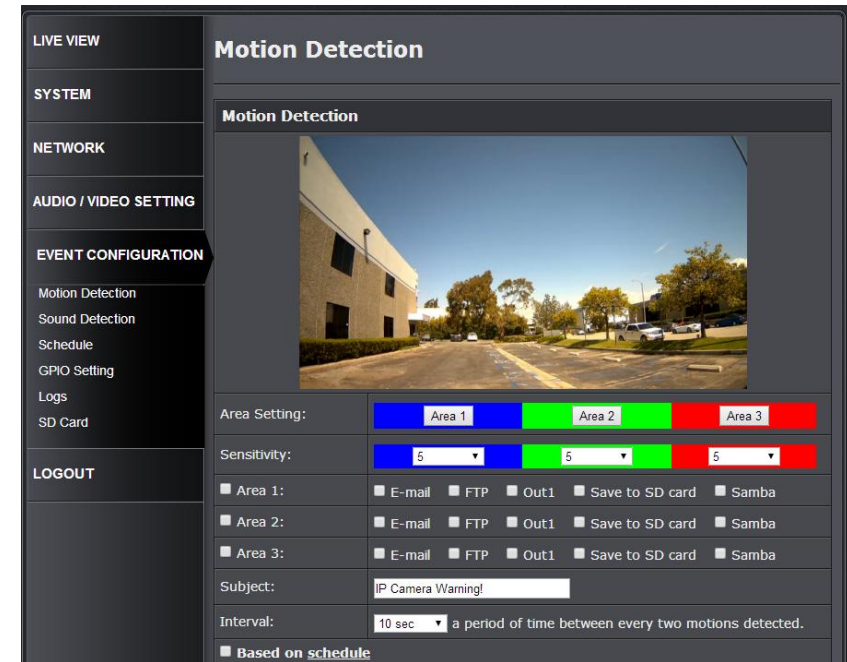 LIVE VIEW
SYSTEM
NETWORK
AUDIO / VIDEO SETTING
EVENT CONFIGURATION
Motion Detection
Sound Detection
Schedule
GPIO Setting
Logs
SD Card
LOGOUT
Motion Detection
Motion Detection
Area Setting: Area 1 Area 2 Area 3
Sensitivity: 5 5 5
Area 1: E-mail FTP Out1 Save to SD card Samba
Area 2: E-mail FTP Out1 Save to SD card Samba
Area 3: E-mail FTP Out1 Save to SD card Samba
Subject: IP Camera Warning!
Interval: 10 sec a period of time between every two motions detected.
Based on schedule